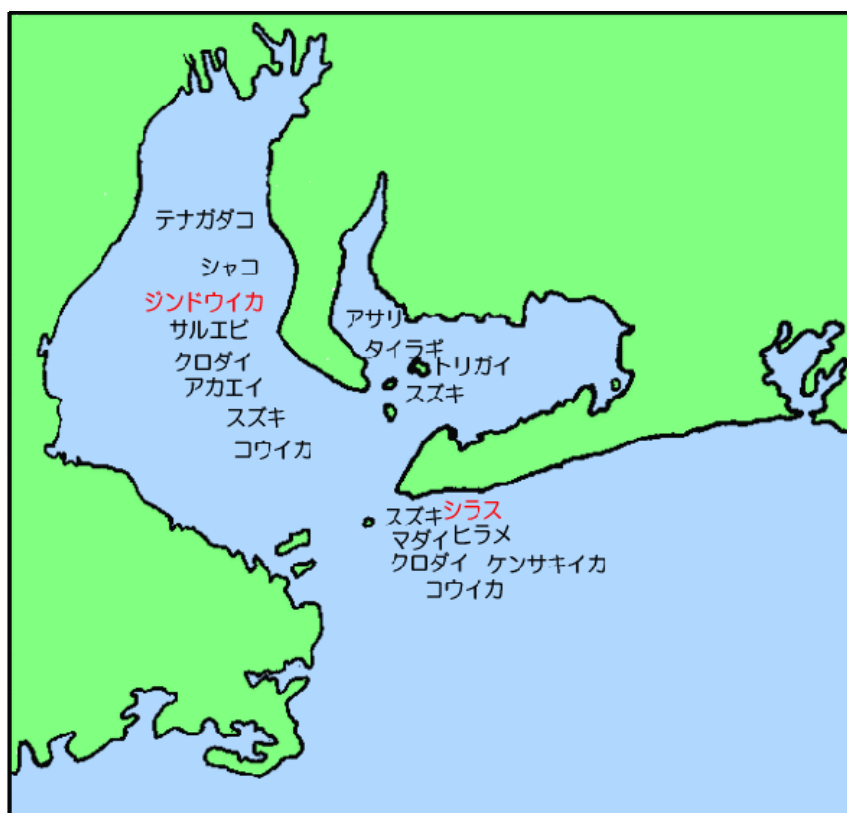 テナガダコ
シャコ
ジンドウイカ
サルエビ
クロダイ
アカエイ
スズキ
コウイカ
アサリ
タイラギ
トリガイ
スズキ
スズキ シラス
マダイ ヒラメ
クロダイ ケンサキイカ
コウイカ